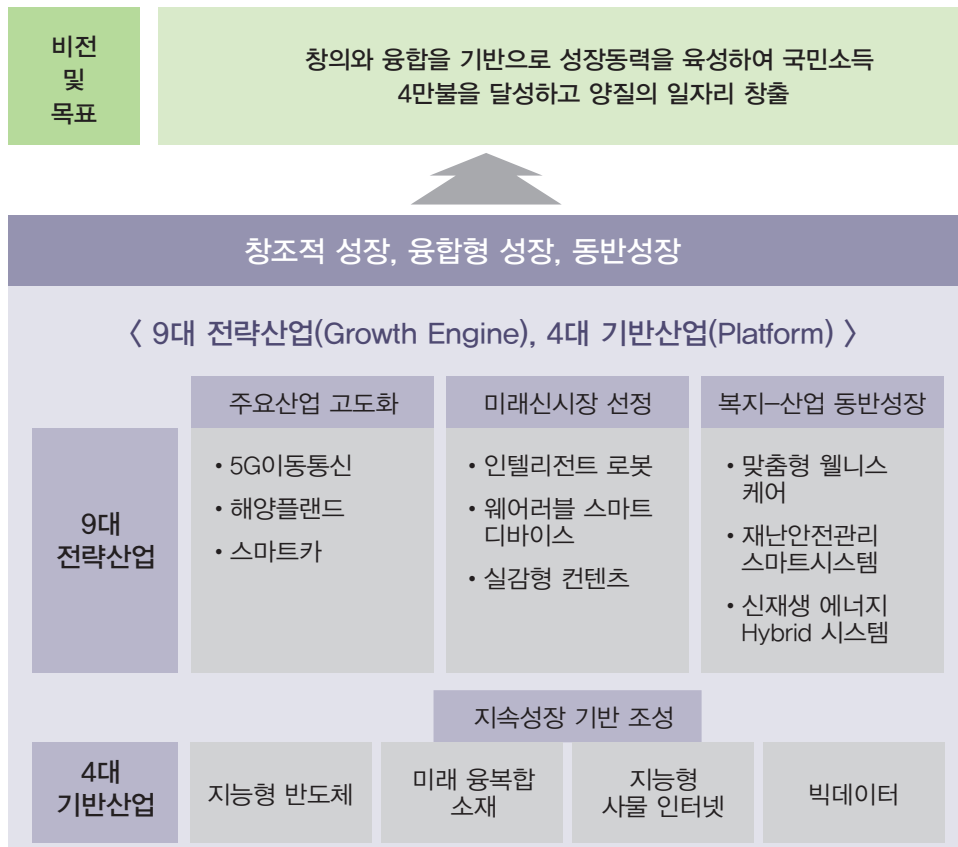 비전
및
목표
창의와 융합을 기반으로 성장동력을 육성하여 국민소득
4만불을 달성하고 양질의 일자리 창출
창조적 성장, 융합형 성장, 동반성장
〈 9대 전략산업(Growth Engine), 4대 기반산업(Platform) 〉
주요산업 고도화
미래신시장 선정
복지–산업 동반성장
9대
전략산업
• 5G이동통신
• 해양플랜드
• 스마트카
• 인텔리전트 로봇
• 웨어러블 스마트
디바이스
• 실감형 컨텐츠
• 맞춤형 웰니스
케어
• 재난안전관리
스마트시스템
• 신재생 에너지
Hybrid 시스템
지속성장 기반 조성
4대
기반산업
지능형 반도체
미래 융복합
소재
지능형
사물 인터넷
빅데이터